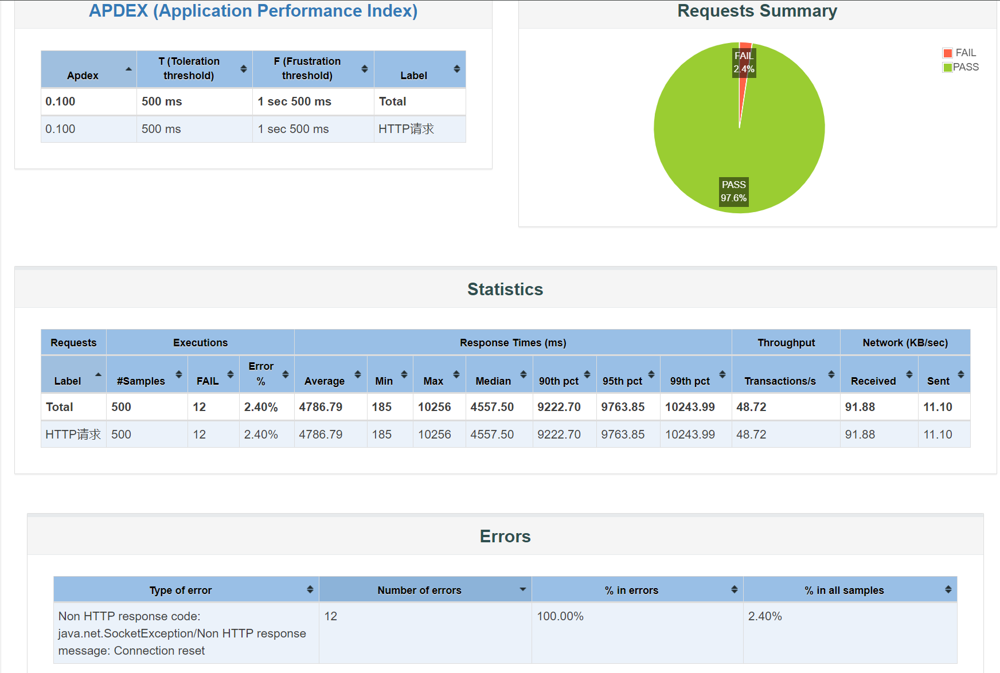 APDEX (Application Performance Index)
Apdex
T (Toleration
threshold)
F (Frustration
threshold)
Label
0.100 500 ms 1 sec 500 ms Total
0.100 500 ms 1 sec 500 ms HTTP请求
Requests Summary
FAIL
2.4%
PASS
97.6%
FAIL
PASS
Statistics
Requests Executions Response Times (ms) Throughput Network (KB/sec)
Label #Samples FAIL Error
% Average Min Max Median 90th pct 95th pct 99th pct Transactions/s Received Sent
Total 500 12 2.40% 4786.79 185 10256 4557.50 9222.70 9763.85 10243.99 48.72 91.88 11.10
HTTP请求 500 12 2.40% 4786.79 185 10256 4557.50 9222.70 9763.85 10243.99 48.72 91.88 11.10
Errors
Type of error Number of errors % in errors % in all samples
Non HTTP response code:
java.net.SocketException/Non HTTP response
message: Connection reset
12 100.00% 2.40%